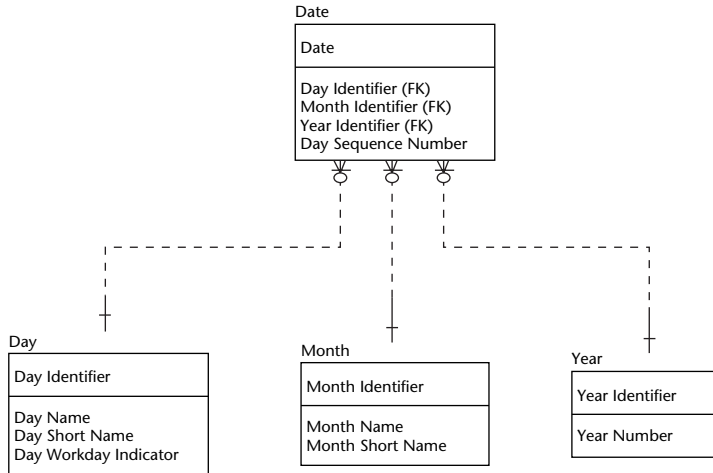 Date
Date
Day Identifier (FK)
Month Identifier (FK)
Year Identifier (FK)
Day Sequence Number
Day
Day Identifier
Day Name
Day Short Name
Day Workday Indicator
Month
Month Identifier
Month Name
Month Short Name
Year
Year Identifier
Year Number